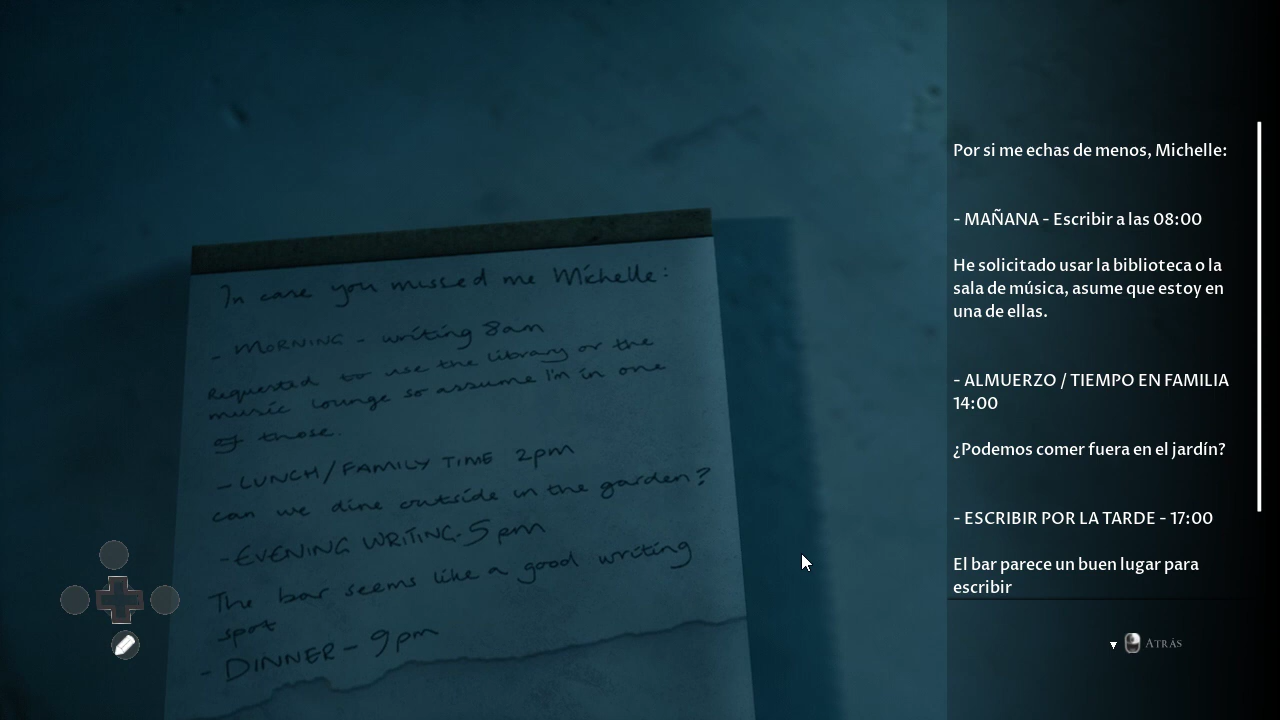 In case you missed me Michelle:
- MORNING - writing 8am
Requested to use the library or the
music lounge so assume I'm in one
of those.
- LUNCH/FAMILY TIME 2pm
can we dine outside in the garden?
- EVENING WRITING - 5pm
The bar seems like a good writing
spot
- DINNER - 9pm
Por si me echas de menos, Michelle:
- MAÑANA - Escribir a las 08:00
He solicitado usar la biblioteca o la
sala de música, asume que estoy en
una de ellas.
- ALMUERZO / TIEMPO EN FAMILIA
14:00
¿Podemos comer fuera en el jardín?
- ESCRIBIR POR LA TARDE - 17:00
El bar parece un buen lugar para
escribir
ATRÁS